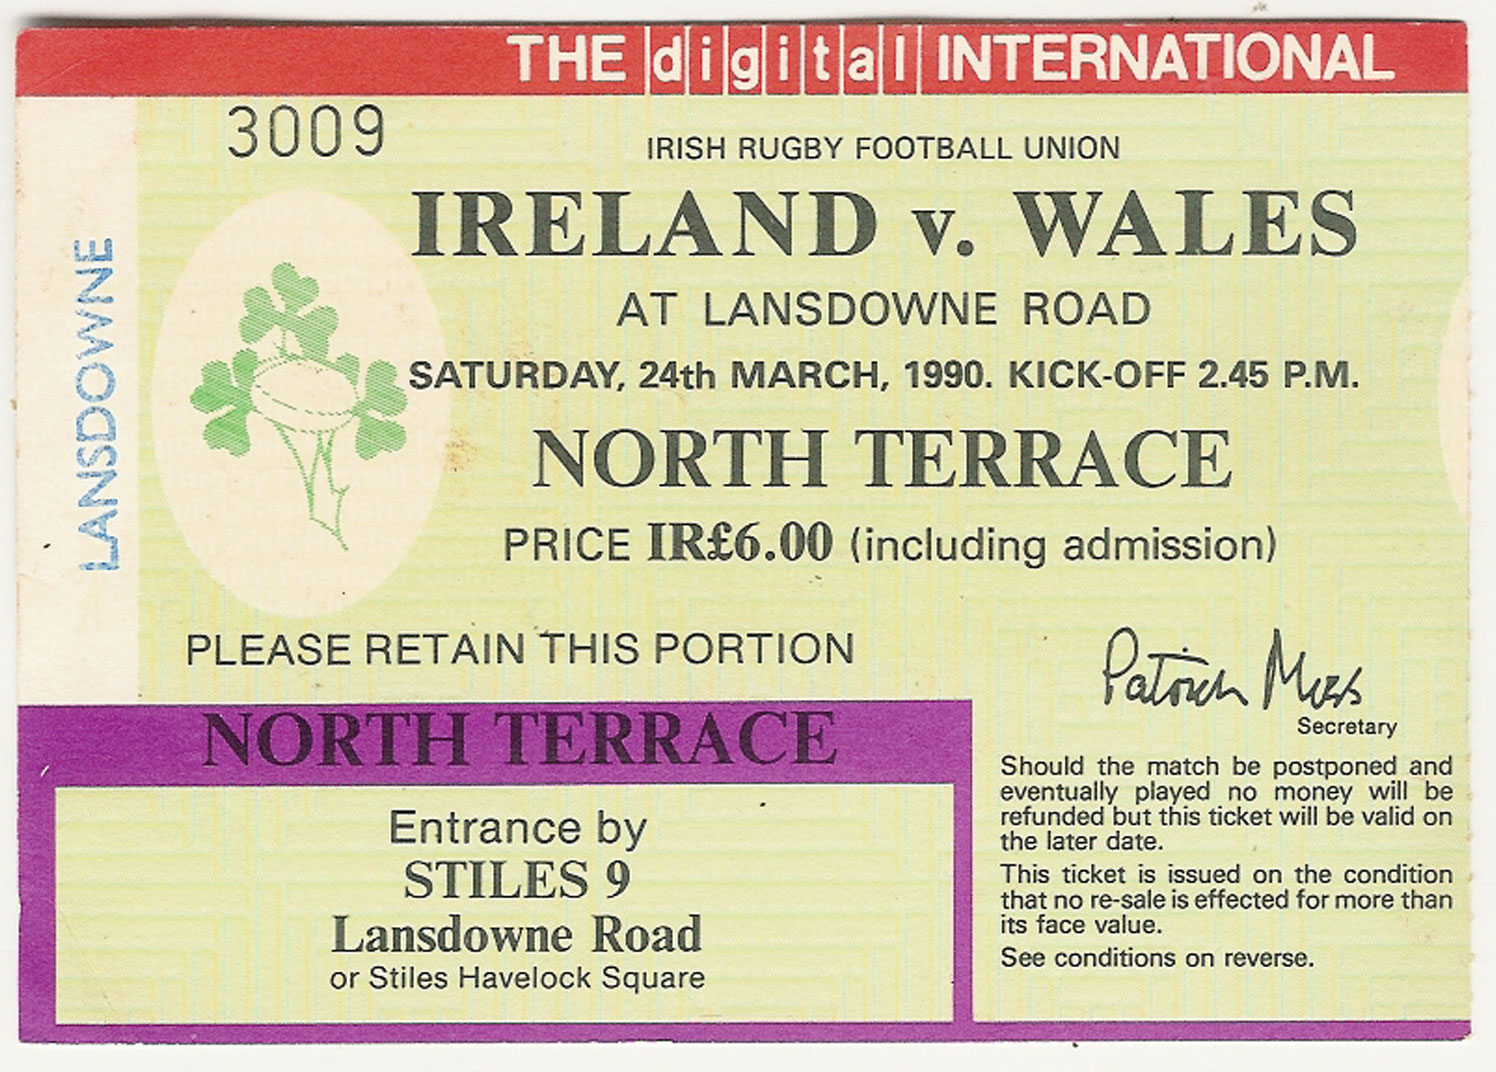 THE digital INTERNATIONAL
3009
IRISH RUGBY FOOTBALL UNION
IRELAND v. WALES
AT LANSDOWNE ROAD
SATURDAY, 24th MARCH, 1990. KICK-OFF 2.45 P.M.
NORTH TERRACE
PRICE IR£6.00 (including admission)
LANSDOWNE
PLEASE RETAIN THIS PORTION
Patrick Moss
Secretary
NORTH TERRACE
Entrance by
STILES 9
Lansdowne Road
or Stiles Havelock Square
Should the match be postponed and
eventually played no money will be
refunded but this ticket will be valid on
the later date.
This ticket is issued on the condition
that no re-sale is effected for more than
its face value.
See conditions on reverse.